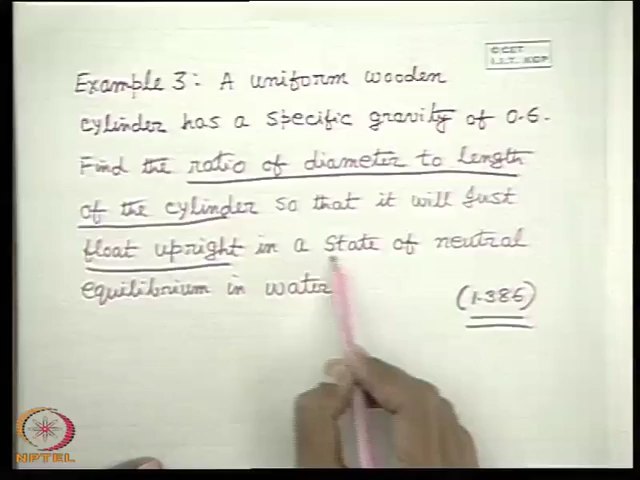 C CET
I.I.T. KGP
Example 3: A uniform wooden
cylinder has a specific gravity of 0.6.
Find the ratio of diameter to length
of the cylinder so that it will just
float upright in a state of neutral
equilibrium in water
(1.386)
NPTEL